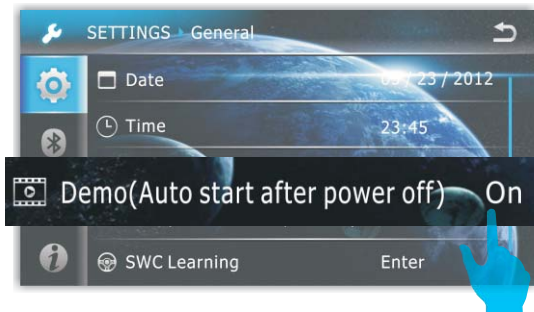 SETTINGS General
Date 05 / 23 / 2012
Time 23:45
Demo(Auto start after power off) On
SWC Learning Enter